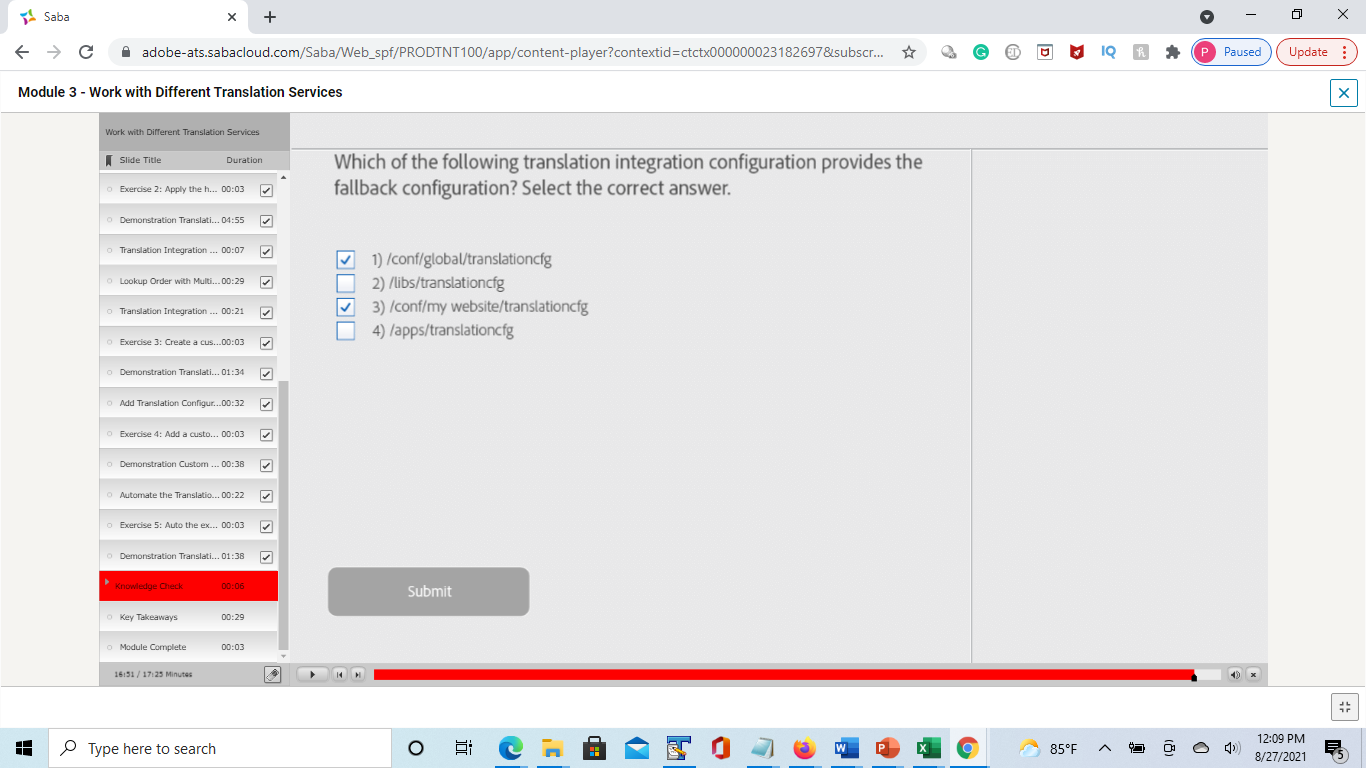 Saba
adobe-ats.sabacloud.com/Saba/Web_spf/PRODTNT100/app/content-player?contextid=ctctx000000023182697&subscr...
IQ
P
Paused
Update
Module 3 - Work with Different Translation Services
Work with Different Translation Services
Slide Title Duration
Exercise 2: Apply the h... 00:03
Demonstration Translati... 04:55
Translation Integration ... 00:07
Lookup Order with Multi... 00:29
Translation Integration ... 00:21
Exercise 3: Create a cus... 00:03
Demonstration Translati... 01:34
Add Translation Configur... 00:32
Exercise 4: Add a custo... 00:03
Demonstration Custom ... 00:38
Automate the Translatio... 00:22
Exercise 5: Auto the ex... 00:03
Demonstration Translati... 01:38
Knowledge Check 00:06
Key Takeaways 00:29
Module Complete 00:03
16:51 / 17:25 Minutes
Which of the following translation integration configuration provides the
fallback configuration? Select the correct answer.
1) /conf/global/translationcfg
2) /libs/translationcfg
3) /conf/my website/translationcfg
4) /apps/translationcfg
Submit
Type here to search
85°F
12:09 PM
8/27/2021
5